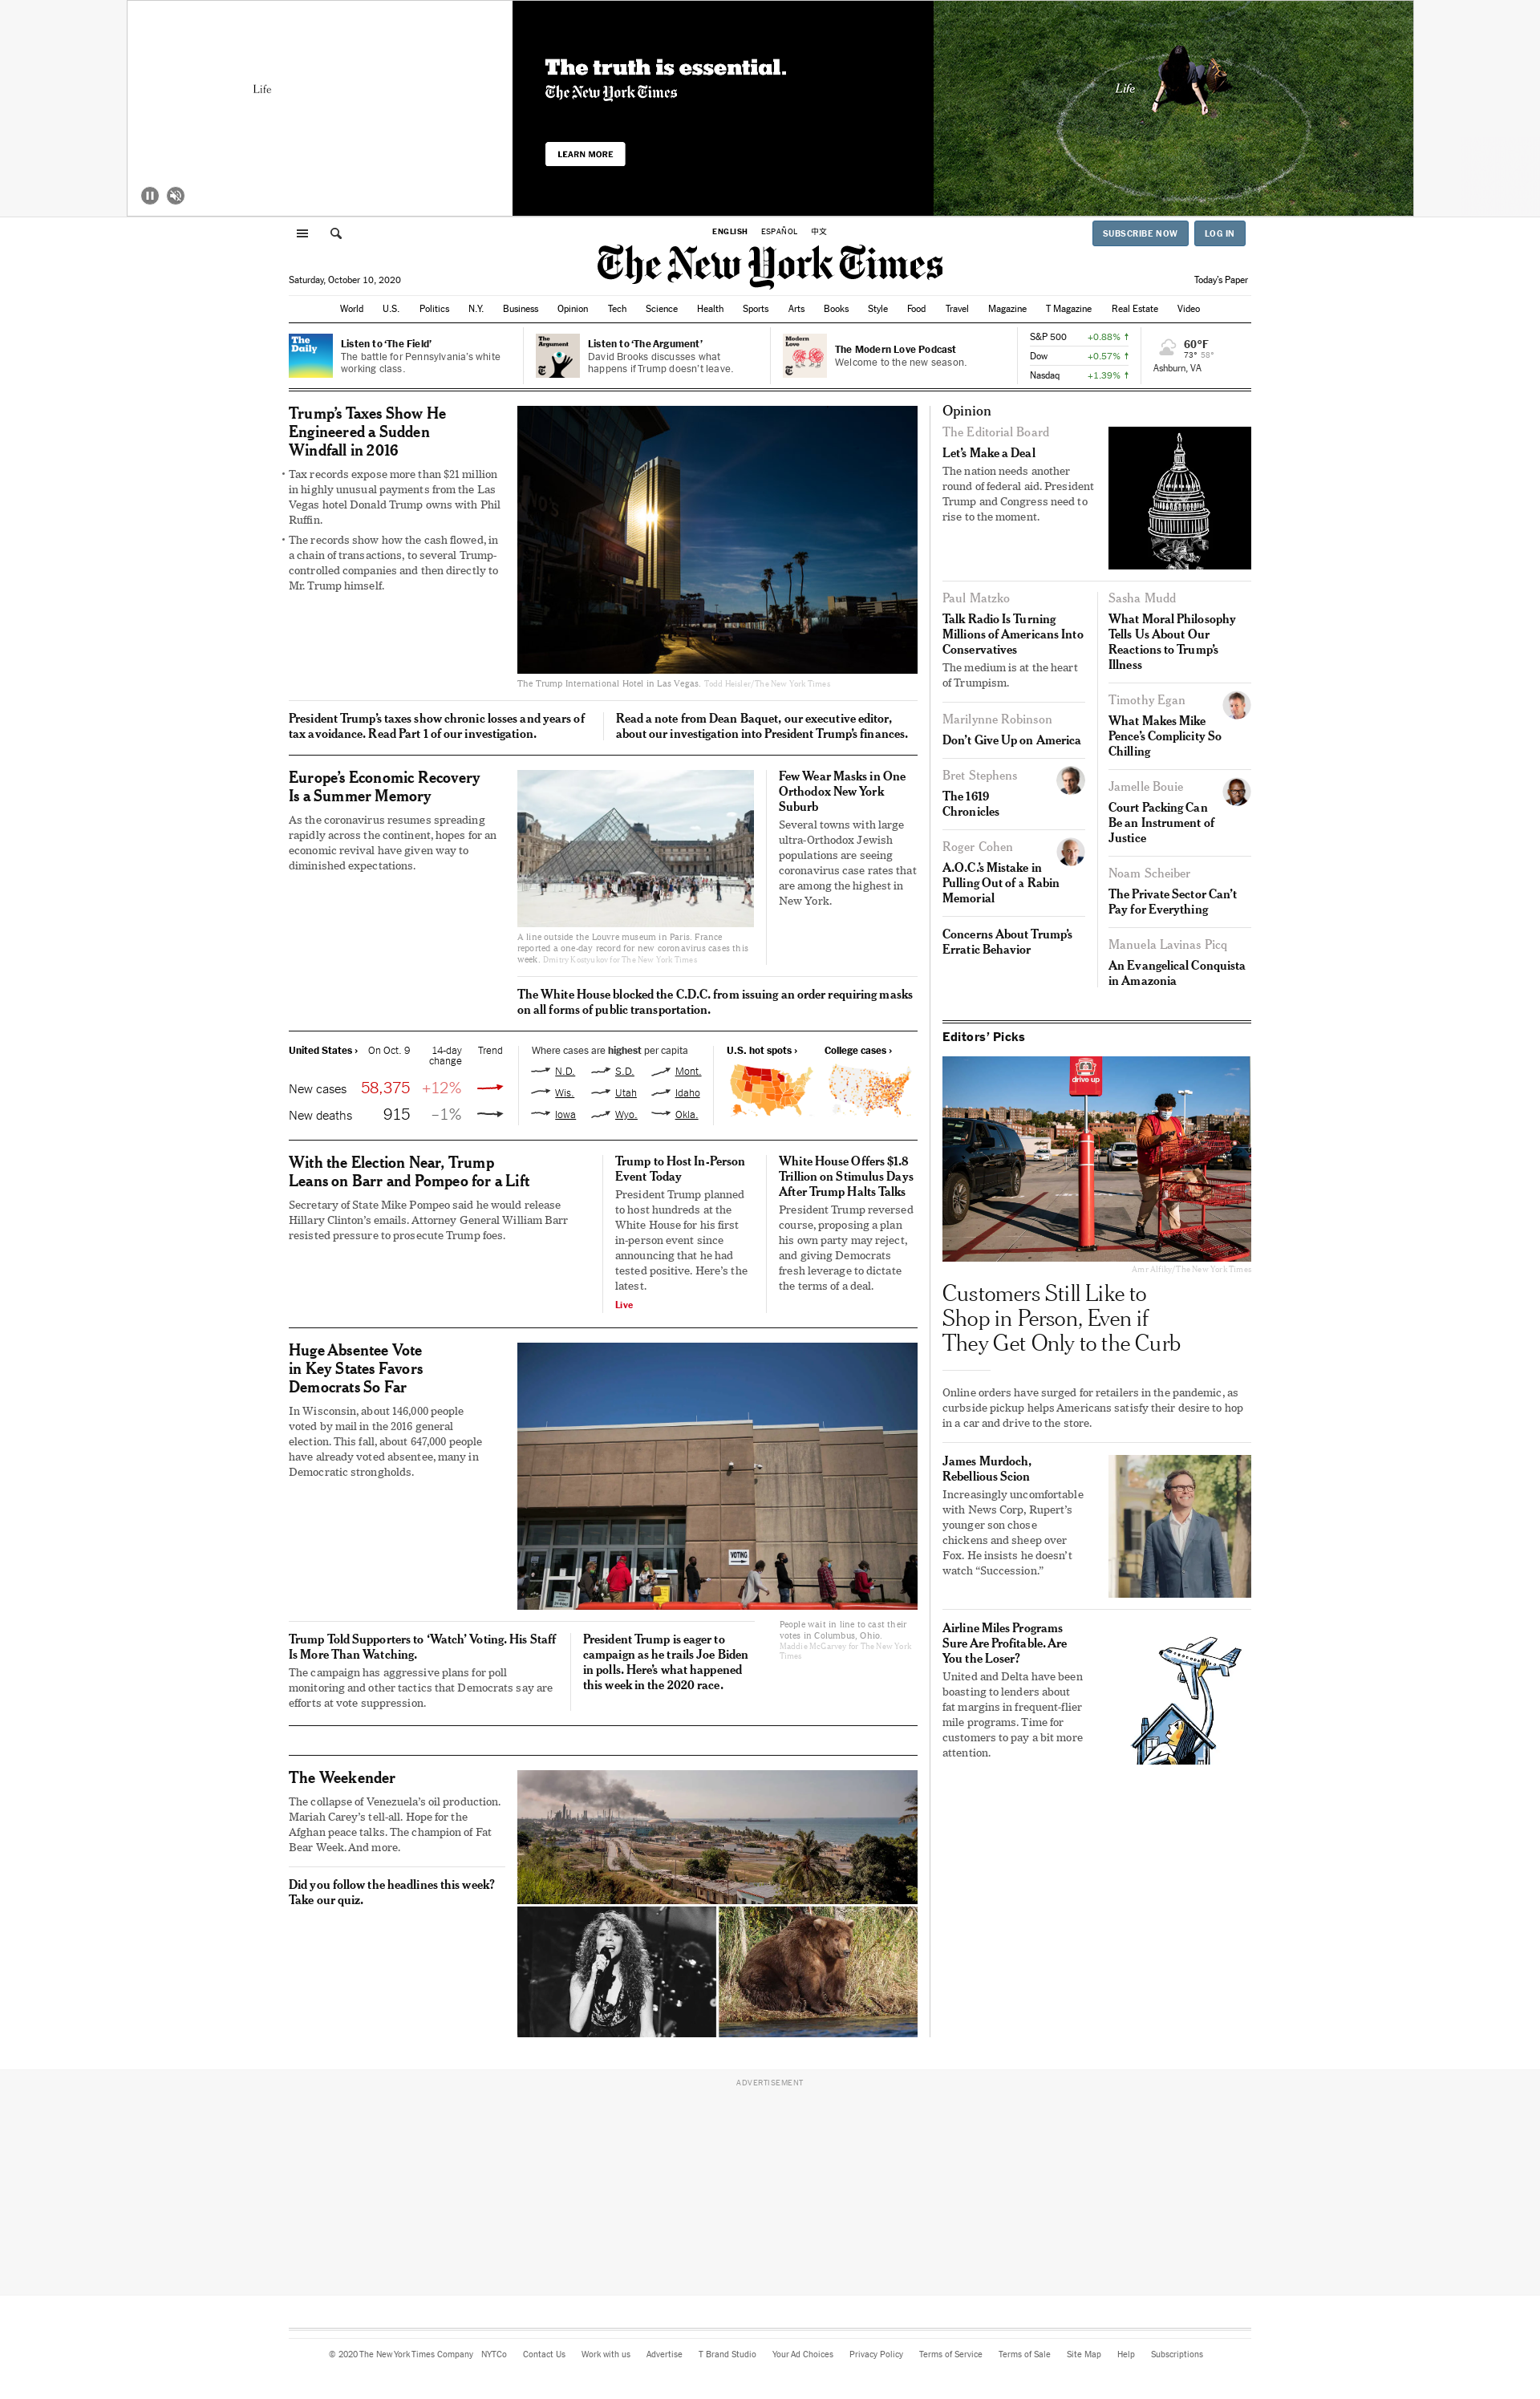 Life
The truth is essential.
The New York Times
LEARN MORE
Life
ENGLISH ESPAÑOL 中文
SUBSCRIBE NOW LOG IN
The New York Times
Saturday, October 10, 2020
Today's Paper
World U.S. Politics N.Y. Business Opinion Tech Science Health Sports Arts Books Style Food Travel Magazine T Magazine Real Estate Video
The
Daily
Listen to ‘The Field’
The battle for Pennsylvania’s white
working class.
The
Argument
Listen to ‘The Argument’
David Brooks discusses what
happens if Trump doesn’t leave.
Modern
Love
The Modern Love Podcast
Welcome to the new season.
S&P 500 +0.88%
Dow +0.57%
Nasdaq +1.39%
60°F
73° 58°
Ashburn, VA
Trump’s Taxes Show He
Engineered a Sudden
Windfall in 2016
• Tax records expose more than $21 million
in highly unusual payments from the Las
Vegas hotel Donald Trump owns with Phil
Ruffin.
• The records show how the cash flowed, in
a chain of transactions, to several Trump-
controlled companies and then directly to
Mr. Trump himself.
The Trump International Hotel in Las Vegas. Todd Heisler/The New York Times
President Trump’s taxes show chronic losses and years of
tax avoidance. Read Part 1 of our investigation.
Read a note from Dean Baquet, our executive editor,
about our investigation into President Trump’s finances.
Europe’s Economic Recovery
Is a Summer Memory
As the coronavirus resumes spreading
rapidly across the continent, hopes for an
economic revival have given way to
diminished expectations.
A line outside the Louvre museum in Paris. France
reported a one-day record for new coronavirus cases this
week. Dmitry Kostyukov for The New York Times
Few Wear Masks in One
Orthodox New York
Suburb
Several towns with large
ultra-Orthodox Jewish
populations are seeing
coronavirus case rates that
are among the highest in
New York.
The White House blocked the C.D.C. from issuing an order requiring masks
on all forms of public transportation.
United States › On Oct. 9 14-day
change Trend
New cases 58,375 +12%
New deaths 915 –1%
Where cases are highest per capita
N.D. S.D. Mont.
Wis. Utah Idaho
Iowa Wyo. Okla.
U.S. hot spots ›
College cases ›
With the Election Near, Trump
Leans on Barr and Pompeo for a Lift
Secretary of State Mike Pompeo said he would release
Hillary Clinton’s emails. Attorney General William Barr
resisted pressure to prosecute Trump foes.
Trump to Host In-Person
Event Today
President Trump planned
to host hundreds at the
White House for his first
in-person event since
announcing that he had
tested positive. Here’s the
latest.
Live
White House Offers $1.8
Trillion on Stimulus Days
After Trump Halts Talks
President Trump reversed
course, proposing a plan
his own party may reject,
and giving Democrats
fresh leverage to dictate
the terms of a deal.
Huge Absentee Vote
in Key States Favors
Democrats So Far
In Wisconsin, about 146,000 people
voted by mail in the 2016 general
election. This fall, about 647,000 people
have already voted absentee, many in
Democratic strongholds.
VOTING
People wait in line to cast their
votes in Columbus, Ohio.
Maddie McGarvey for The New York
Times
Trump Told Supporters to ‘Watch’ Voting. His Staff
Is More Than Watching.
The campaign has aggressive plans for poll
monitoring and other tactics that Democrats say are
efforts at vote suppression.
President Trump is eager to
campaign as he trails Joe Biden
in polls. Here’s what happened
this week in the 2020 race.
The Weekender
The collapse of Venezuela’s oil production.
Mariah Carey’s tell-all. Hope for the
Afghan peace talks. The champion of Fat
Bear Week. And more.
Did you follow the headlines this week?
Take our quiz.
Opinion
The Editorial Board
Let’s Make a Deal
The nation needs another
round of federal aid. President
Trump and Congress need to
rise to the moment.
Paul Matzko
Talk Radio Is Turning
Millions of Americans Into
Conservatives
The medium is at the heart
of Trumpism.
Marilynne Robinson
Don’t Give Up on America
Bret Stephens
The 1619
Chronicles
Roger Cohen
A.O.C.’s Mistake in
Pulling Out of a Rabin
Memorial
Concerns About Trump’s
Erratic Behavior
Sasha Mudd
What Moral Philosophy
Tells Us About Our
Reactions to Trump’s
Illness
Timothy Egan
What Makes Mike
Pence’s Complicity So
Chilling
Jamelle Bouie
Court Packing Can
Be an Instrument of
Justice
Noam Scheiber
The Private Sector Can’t
Pay for Everything
Manuela Lavinas Picq
An Evangelical Conquista
in Amazonia
Editors’ Picks
drive up
Amr Alfiky/The New York Times
Customers Still Like to
Shop in Person, Even if
They Get Only to the Curb
Online orders have surged for retailers in the pandemic, as
curbside pickup helps Americans satisfy their desire to hop
in a car and drive to the store.
James Murdoch,
Rebellious Scion
Increasingly uncomfortable
with News Corp, Rupert’s
younger son chose
chickens and sheep over
Fox. He insists he doesn’t
watch “Succession.”
Airline Miles Programs
Sure Are Profitable. Are
You the Loser?
United and Delta have been
boasting to lenders about
fat margins in frequent-flier
mile programs. Time for
customers to pay a bit more
attention.
ADVERTISEMENT
© 2020 The New York Times Company NYTCo Contact Us Work with us Advertise T Brand Studio Your Ad Choices Privacy Policy Terms of Service Terms of Sale Site Map Help Subscriptions